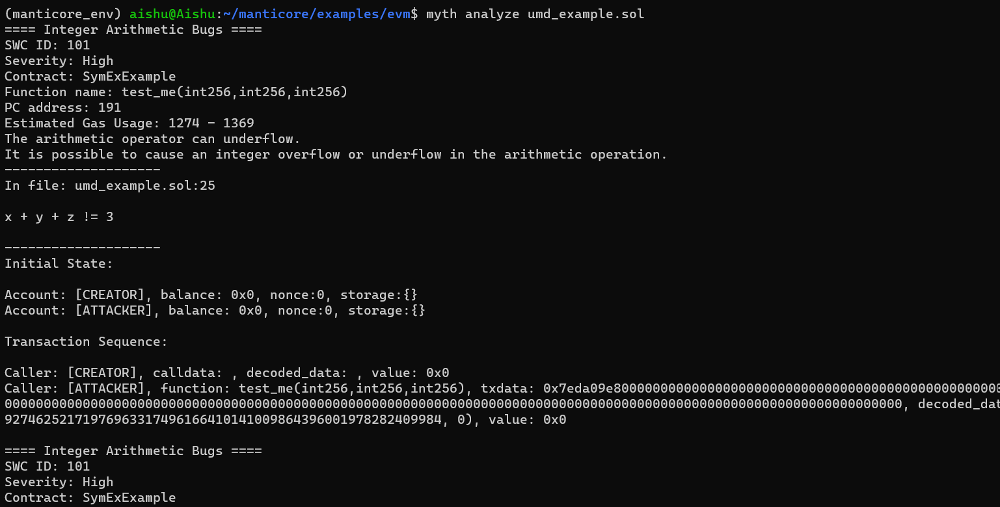 (manticore_env) aishu@Aishu:~/manticore/examples/evm$ myth analyze umd_example.sol
==== Integer Arithmetic Bugs ====
SWC ID: 101
Severity: High
Contract: SymExExample
Function name: test_me(int256,int256,int256)
PC address: 191
Estimated Gas Usage: 1274 - 1369
The arithmetic operator can underflow.
It is possible to cause an integer overflow or underflow in the arithmetic operation.
--------------------
In file: umd_example.sol:25
x + y + z != 3
--------------------
Initial State:
Account: [CREATOR], balance: 0x0, nonce:0, storage:{}
Account: [ATTACKER], balance: 0x0, nonce:0, storage:{}
Transaction Sequence:
Caller: [CREATOR], calldata: , decoded_data: , value: 0x0
Caller: [ATTACKER], function: test_me(int256,int256,int256), txdata:
decoded_dat
92746252171976963317496166410141009864396001978282409984, 0), value: 0x0
==== Integer Arithmetic Bugs ====
SWC ID: 101
Severity: High
Contract: SymExExample